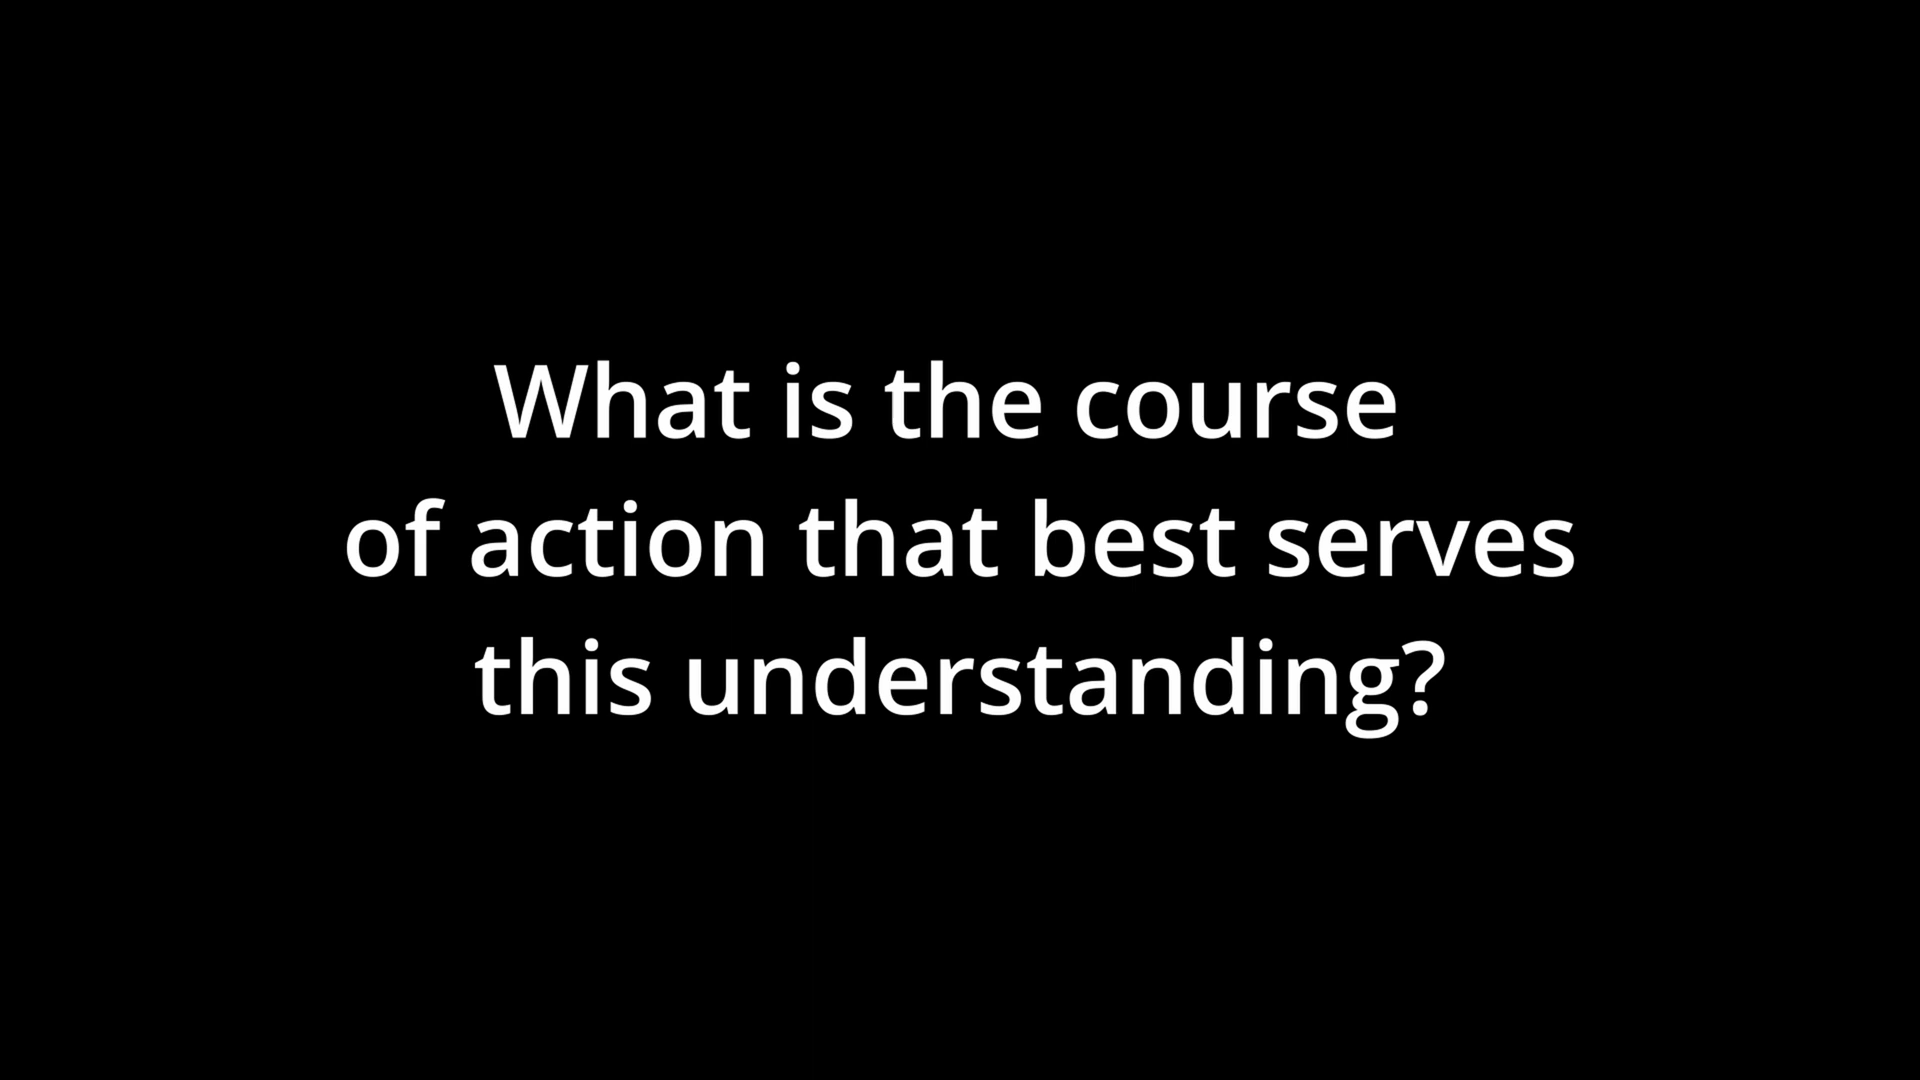 What is the course
of action that best serves
this understanding?